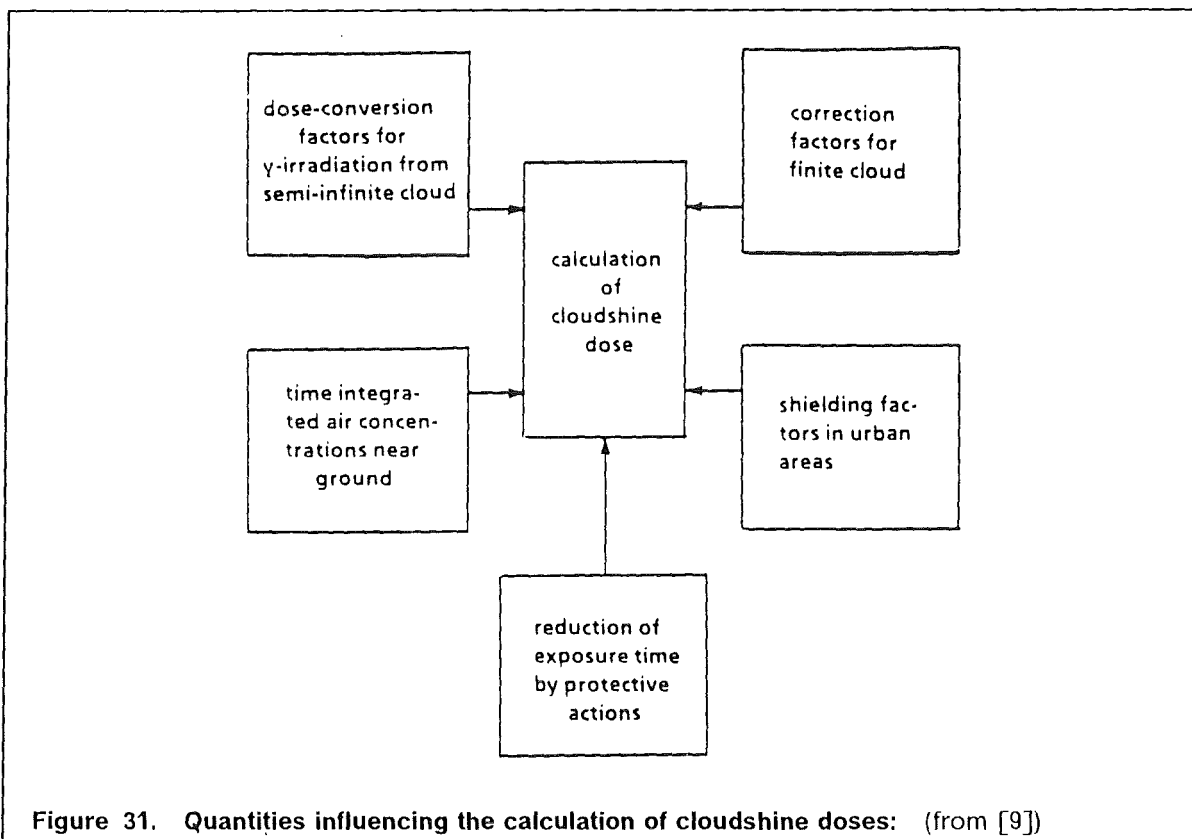 dose-conversion
factors for
γ-irradiation from
semi-infinite cloud
correction
factors for
finite cloud
calculation
of
cloudshine
dose
time integra-
ted air concen-
trations near
ground
shielding fac-
tors in urban
areas
reduction of
exposure time
by protective
actions
Figure 31. Quantities influencing the calculation of cloudshine doses: (from [9])